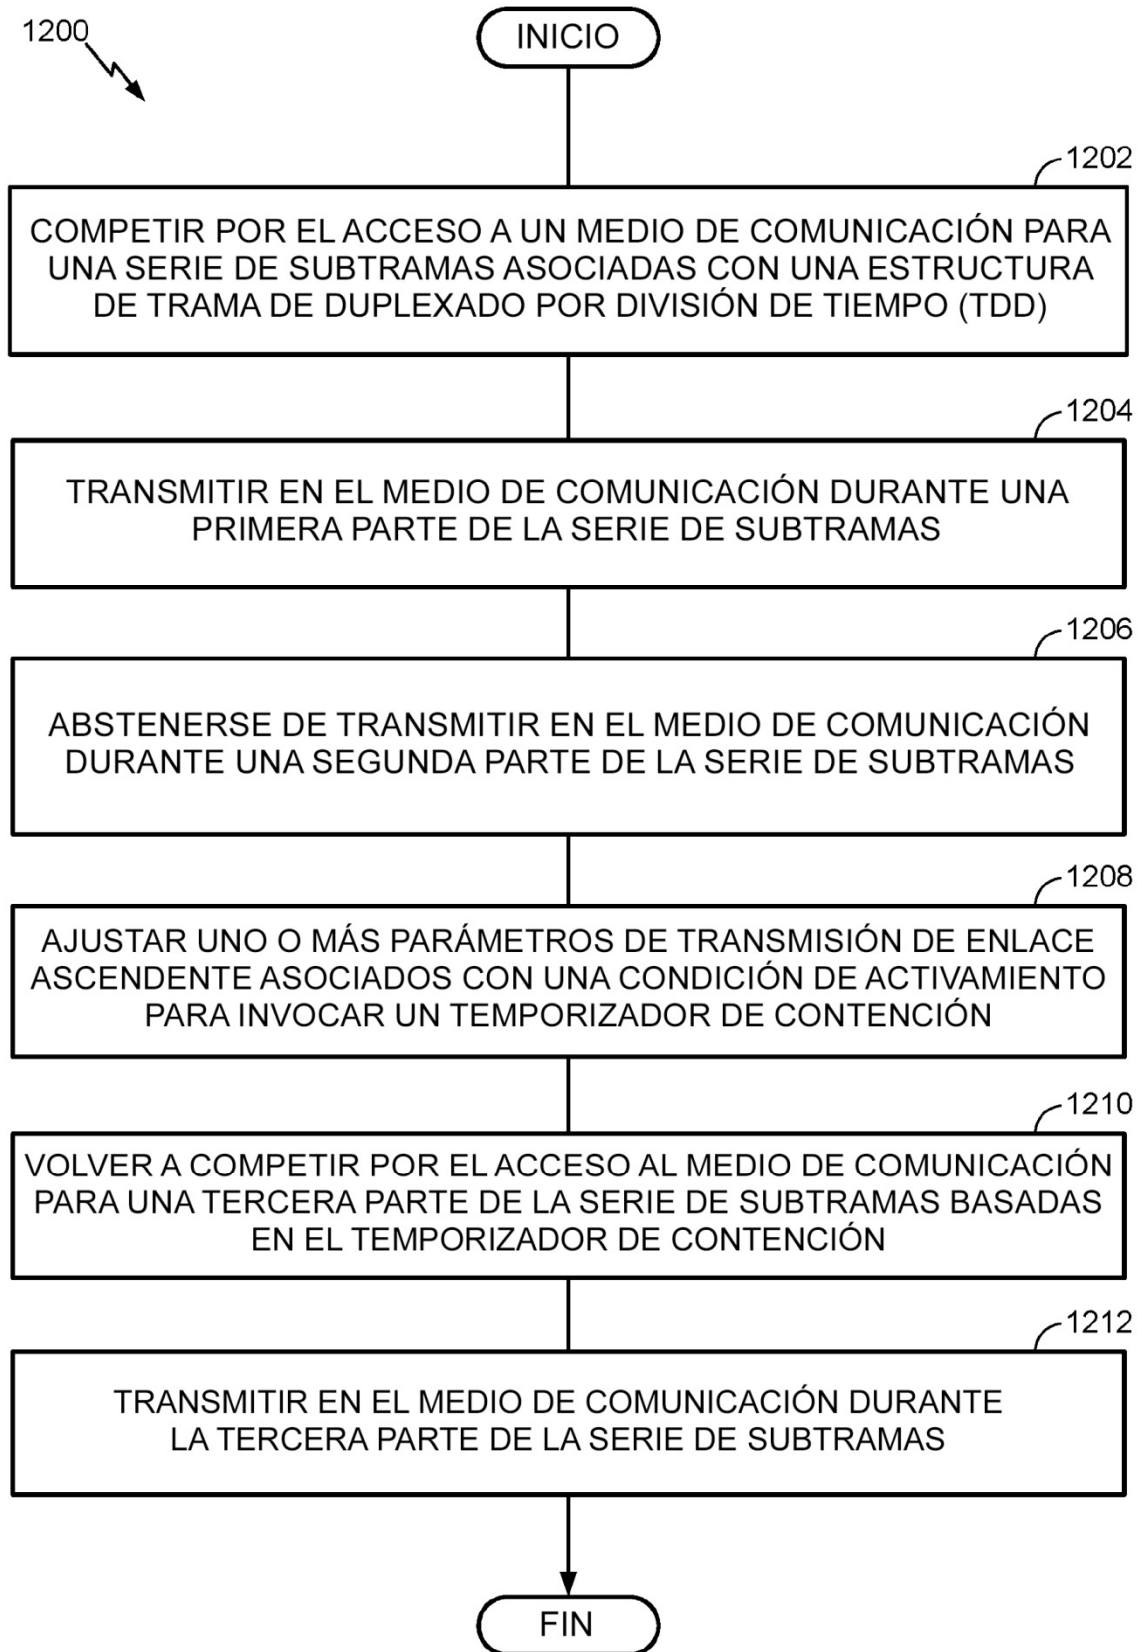 1200
INICIO
1202
COMPETIR POR EL ACCESO A UN MEDIO DE COMUNICACIÓN PARA
UNA SERIE DE SUBTRAMAS ASOCIADAS CON UNA ESTRUCTURA
DE TRAMA DE DUPLEXADO POR DIVISIÓN DE TIEMPO (TDD)
1204
TRANSMITIR EN EL MEDIO DE COMUNICACIÓN DURANTE UNA
PRIMERA PARTE DE LA SERIE DE SUBTRAMAS
1206
ABSTENERSE DE TRANSMITIR EN EL MEDIO DE COMUNICACIÓN
DURANTE UNA SEGUNDA PARTE DE LA SERIE DE SUBTRAMAS
1208
AJUSTAR UNO O MÁS PARÁMETROS DE TRANSMISIÓN DE ENLACE
ASCENDENTE ASOCIADOS CON UNA CONDICIÓN DE ACTIVAMIENTO
PARA INVOCAR UN TEMPORIZADOR DE CONTENCIÓN
1210
VOLVER A COMPETIR POR EL ACCESO AL MEDIO DE COMUNICACIÓN
PARA UNA TERCERA PARTE DE LA SERIE DE SUBTRAMAS BASADAS
EN EL TEMPORIZADOR DE CONTENCIÓN
1212
TRANSMITIR EN EL MEDIO DE COMUNICACIÓN DURANTE
LA TERCERA PARTE DE LA SERIE DE SUBTRAMAS
FIN